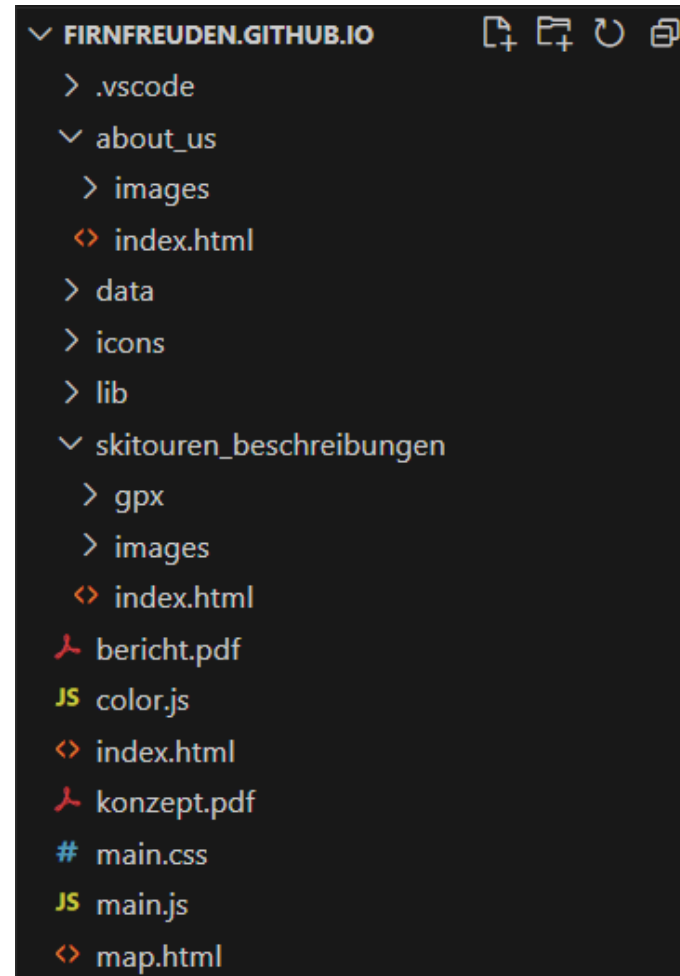 FIRNFREUDEN.GITHUB.IO
.vscode
about_us
images
<> index.html
data
icons
lib
skitouren_beschreibungen
gpx
images
<> index.html
bericht.pdf
JS color.js
<> index.html
konzept.pdf
# main.css
JS main.js
<> map.html